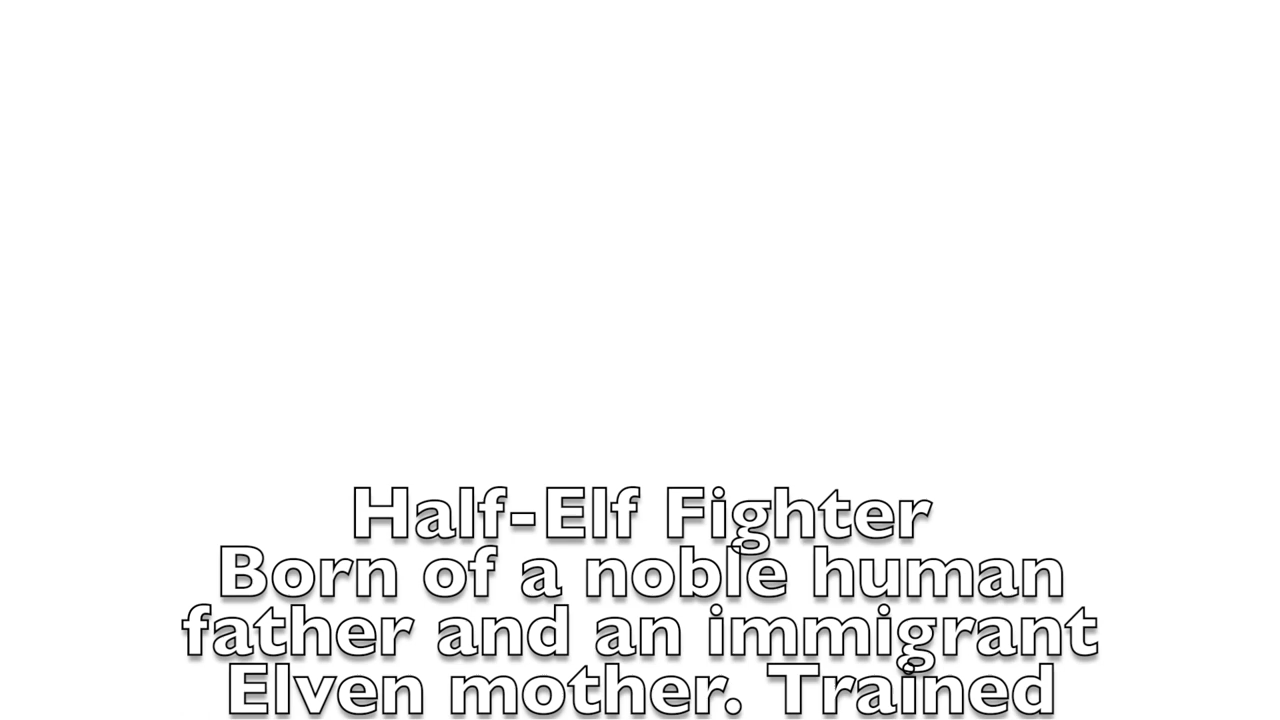 Half-Elf Fighter
Born of a noble human
father and an immigrant
Elven mother. Trained